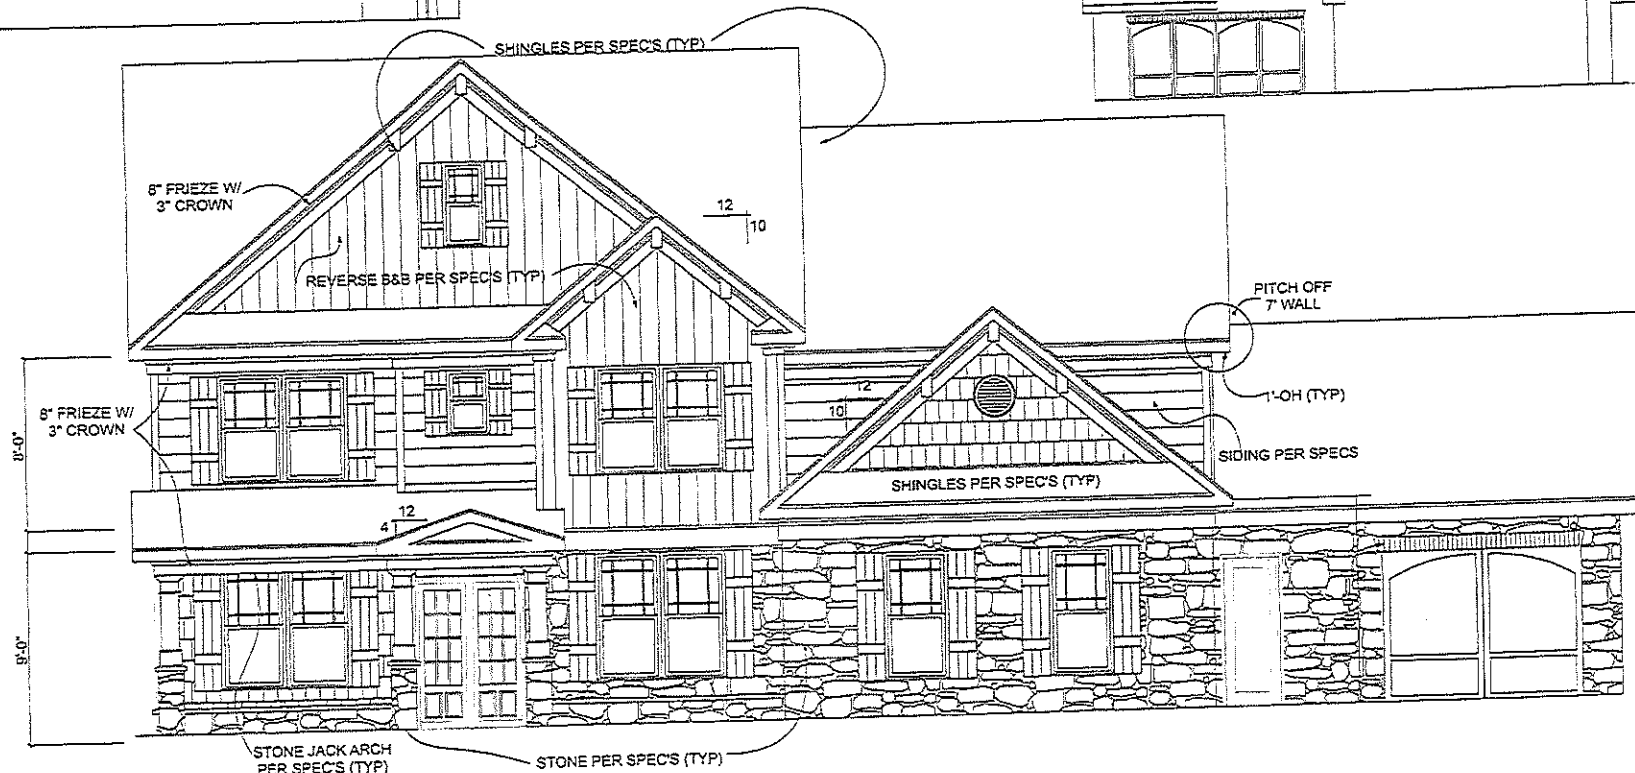 SHINGLES PER SPEC'S (TYP)
8" FRIEZE W/
3" CROWN
12
10
REVERSE B&B PER SPEC'S (TYP)
PITCH OFF
7' WALL
8" FRIEZE W/
3" CROWN
12
10
1'-OH (TYP)
8'-0"
SIDING PER SPECS
SHINGLES PER SPEC'S (TYP)
12
4
9'-0"
STONE JACK ARCH
PER SPEC'S (TYP)
STONE PER SPEC'S (TYP)